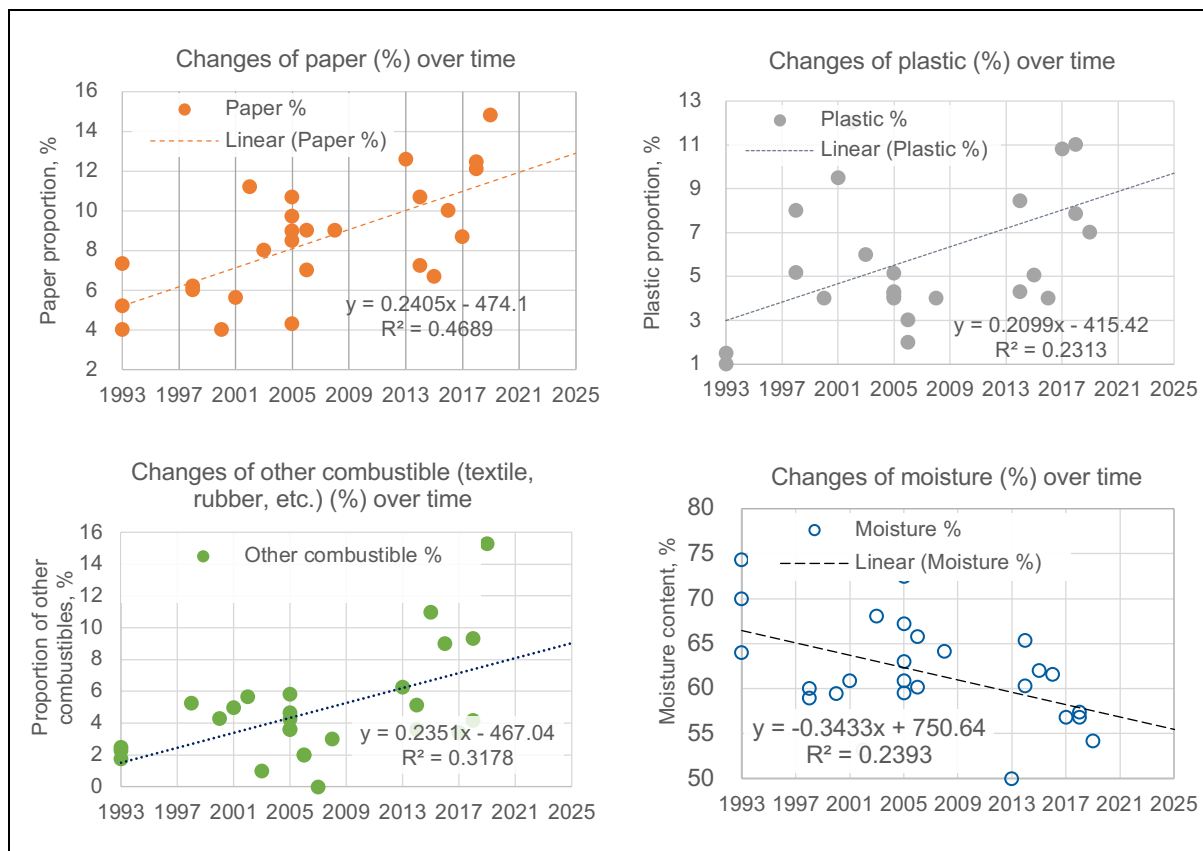 Changes of paper (%) over time
Paper proportion, %
16
14
12
10
8
6
4
2
Paper %
Linear (Paper %)
y = 0.2405x - 474.1
R² = 0.4689
1993 1997 2001 2005 2009 2013 2017 2021 2025
Changes of plastic (%) over time
Plastic proportion, %
13
11
9
7
5
3
1
Plastic %
Linear (Plastic %)
y = 0.2099x - 415.42
R² = 0.2313
1993 1997 2001 2005 2009 2013 2017 2021 2025
Changes of other combustible (textile,
rubber, etc.) (%) over time
Proportion of other
combustibles, %
16
14
12
10
8
6
4
2
0
Other combustible %
y = 0.2351x - 467.04
R² = 0.3178
1993 1997 2001 2005 2009 2013 2017 2021 2025
Changes of moisture (%) over time
Moisture content, %
80
75
70
65
60
55
50
Moisture %
Linear (Moisture %)
y = -0.3433x + 750.64
R² = 0.2393
1993 1997 2001 2005 2009 2013 2017 2021 2025